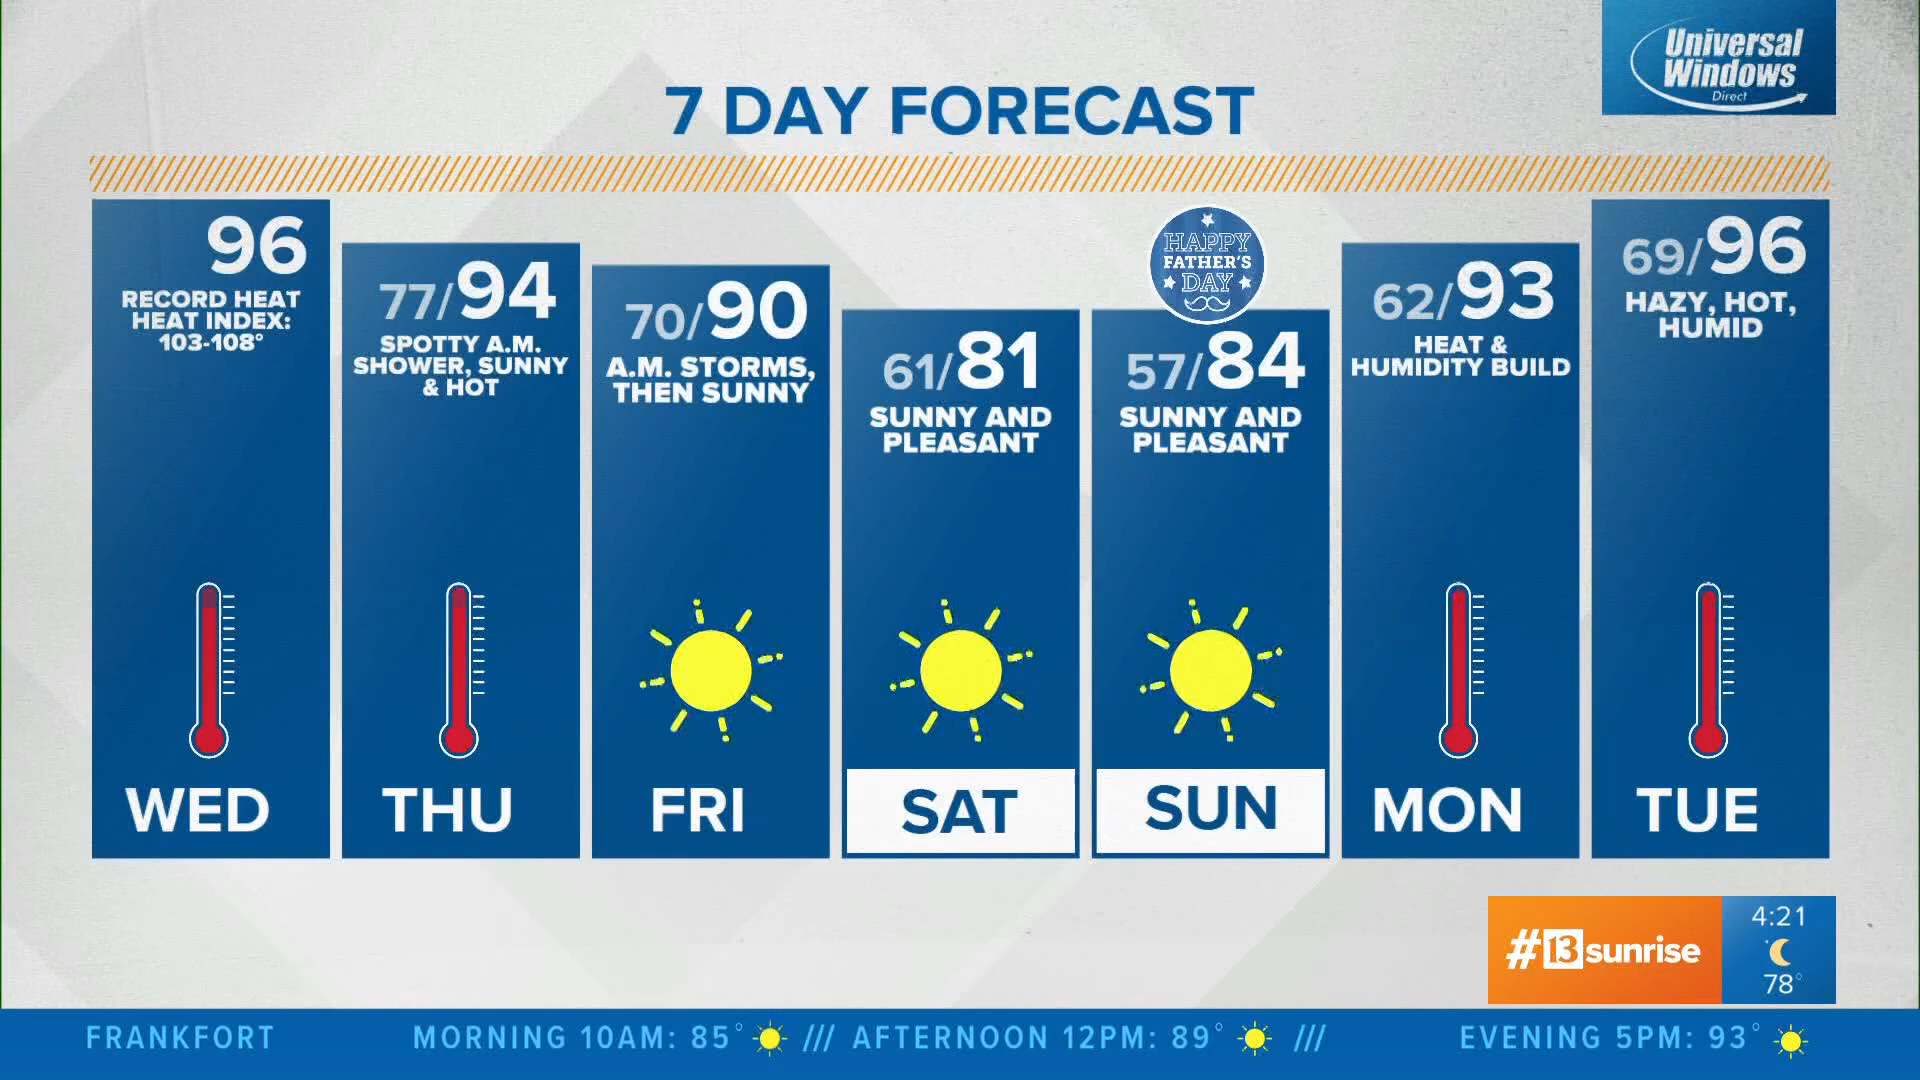 Universal
Windows
Direct
7 DAY FORECAST
96
RECORD HEAT
HEAT INDEX:
103-108°
WED
77/94
SPOTTY A.M.
SHOWER, SUNNY
& HOT
THU
70/90
A.M. STORMS,
THEN SUNNY
FRI
61/81
SUNNY AND
PLEASANT
SAT
HAPPY
FATHER'S
DAY
57/84
SUNNY AND
PLEASANT
SUN
62/93
HEAT &
HUMIDITY BUILD
MON
69/96
HAZY, HOT,
HUMID
TUE
#13sunrise
4:21
78°
FRANKFORT MORNING 10AM: 85° /// AFTERNOON 12PM: 89° /// EVENING 5PM: 93°